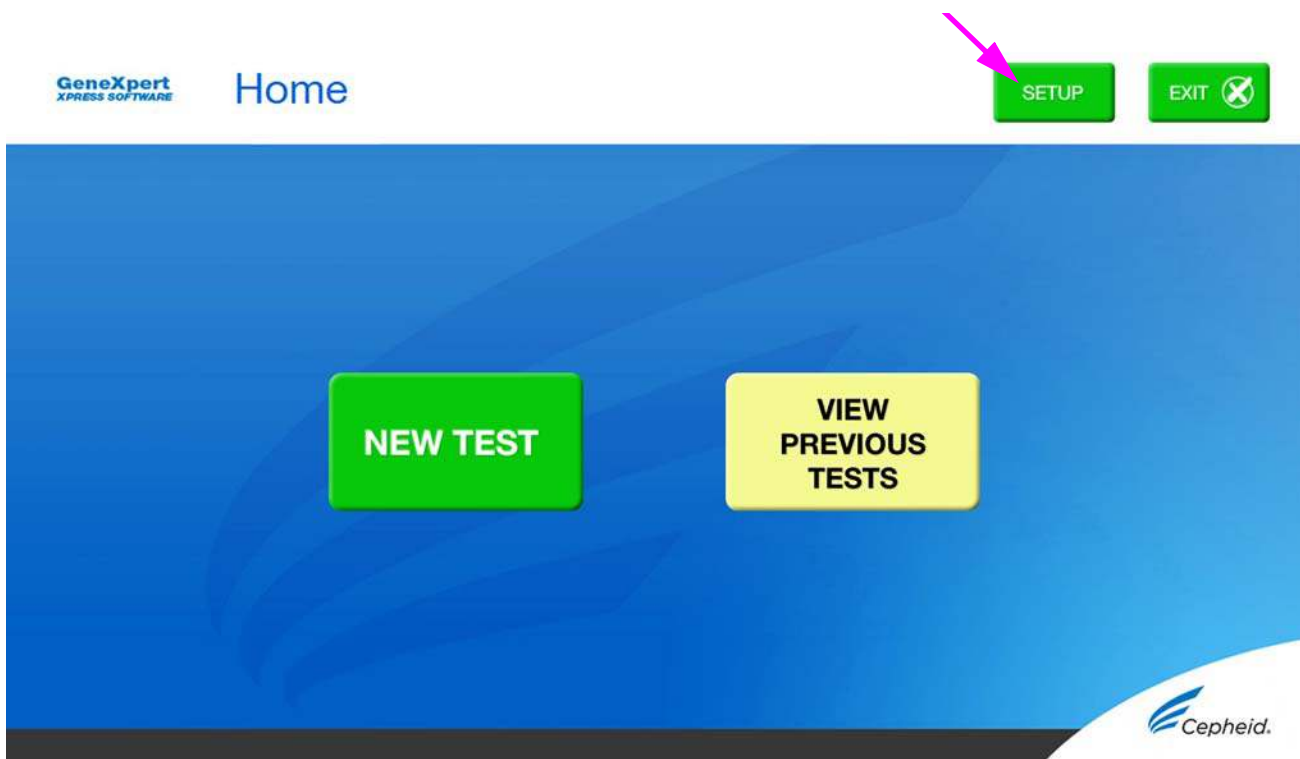 GeneXpert
XPRESS SOFTWARE
Home
SETUP
EXIT
NEW TEST
VIEW
PREVIOUS
TESTS
Cepheid.